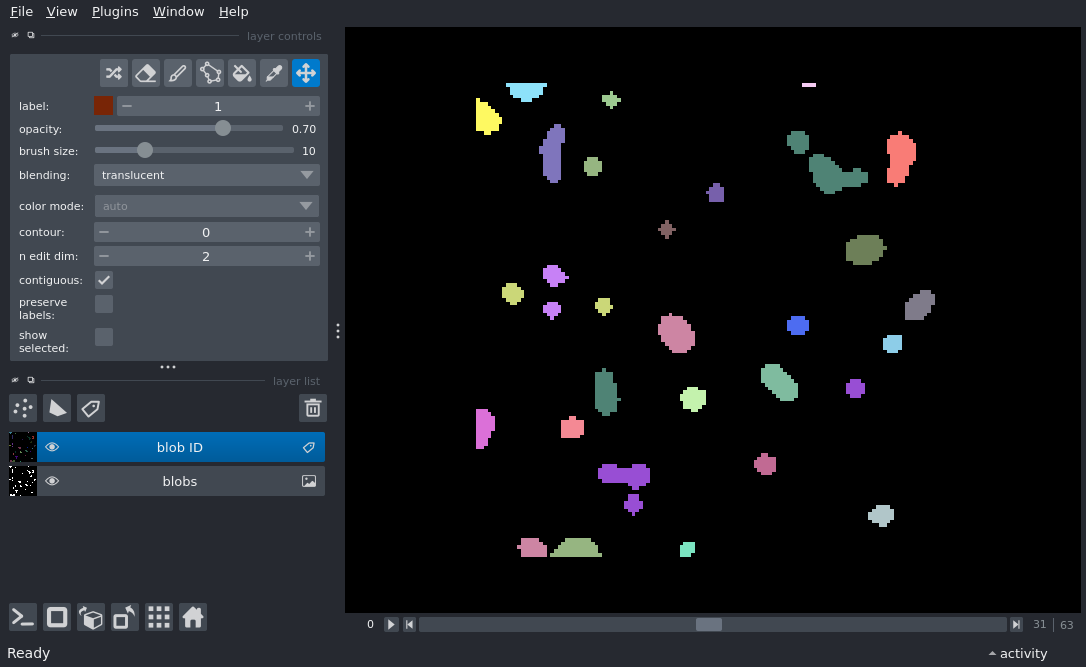 File View Plugins Window Help
layer controls
label: 1
opacity: 0.70
brush size: 10
blending: translucent
color mode: auto
contour: 0
n edit dim: 2
contiguous:
preserve
labels:
show
selected:
layer list
blob ID
blobs
0 31 | 63
Ready activity